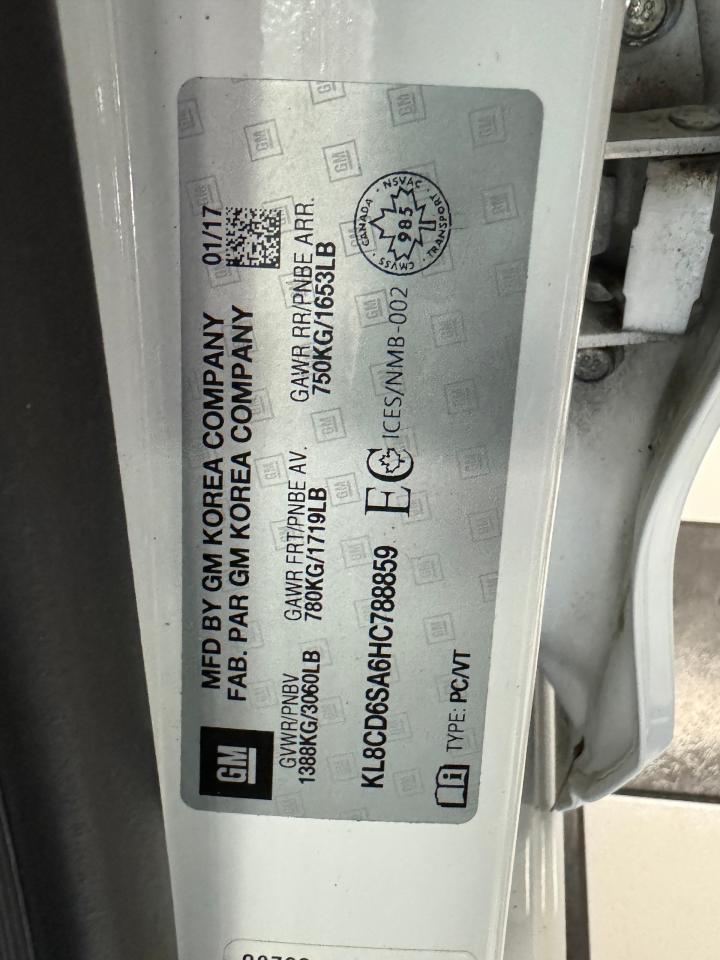 MFD BY GM KOREA COMPANY 01/17
FAB. PAR GM KOREA COMPANY
GM
GVWR/PNBV
1388KG/3060LB
GAWR FRT/PNBE AV.
780KG/1719LB
GAWR RR/PNBE ARR.
750KG/1653LB
KL8CD6SA6HC788859
EC ICES/NMB-002
CANADA · NSVAC ·
TRANSPORT · CMVSS ·
985
TYPE: PC/VT